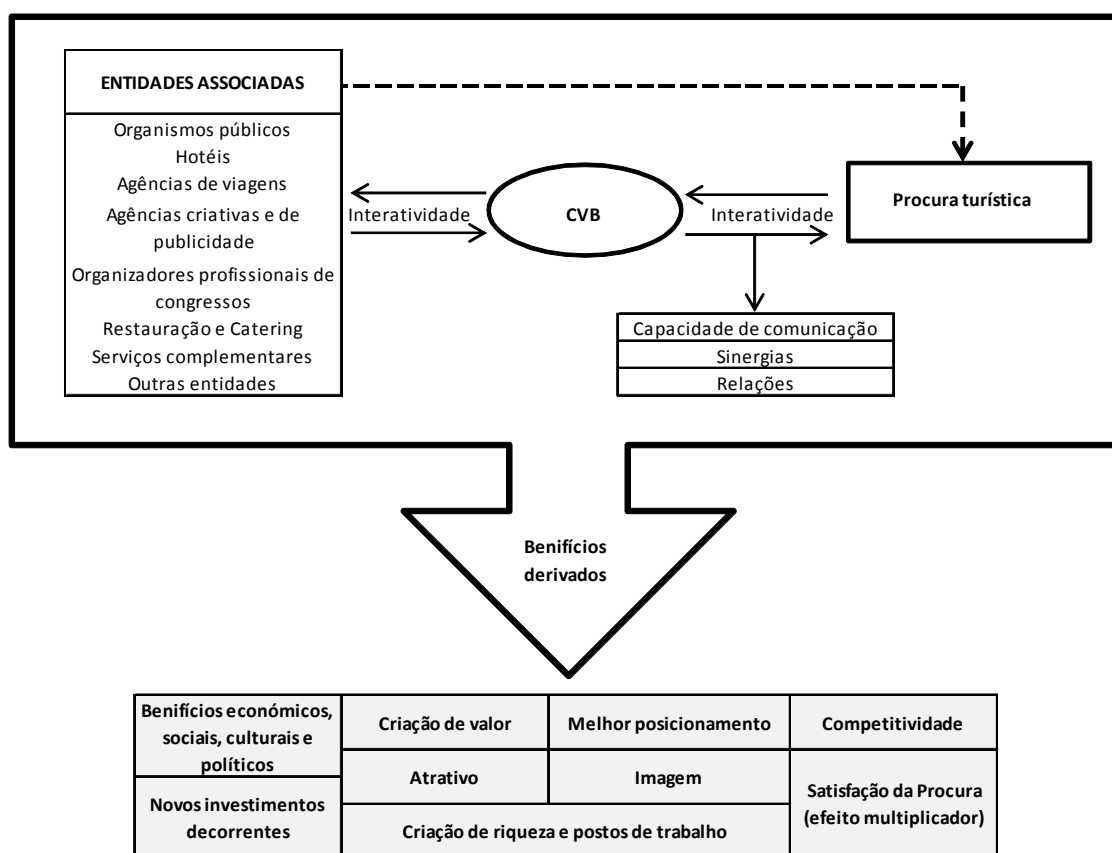 ENTIDADES ASSOCIADAS
Organismos públicos
Hotéis
Agências de viagens
Agências criativas e de
publicidade
Organizadores profissionais de
congressos
Restauração e Catering
Serviços complementares
Outras entidades
Interatividade
CVB
Interatividade
Procura turística
Capacidade de comunicação
Sinergias
Relações
Benifícios
derivados
Benifícios económicos,
sociais, culturais e
políticos
Novos investimentos
decorrentes
Criação de valor
Melhor posicionamento
Competitividade
Atrativo
Imagem
Satisfação da Procura
(efeito multiplicador)
Criação de riqueza e postos de trabalho